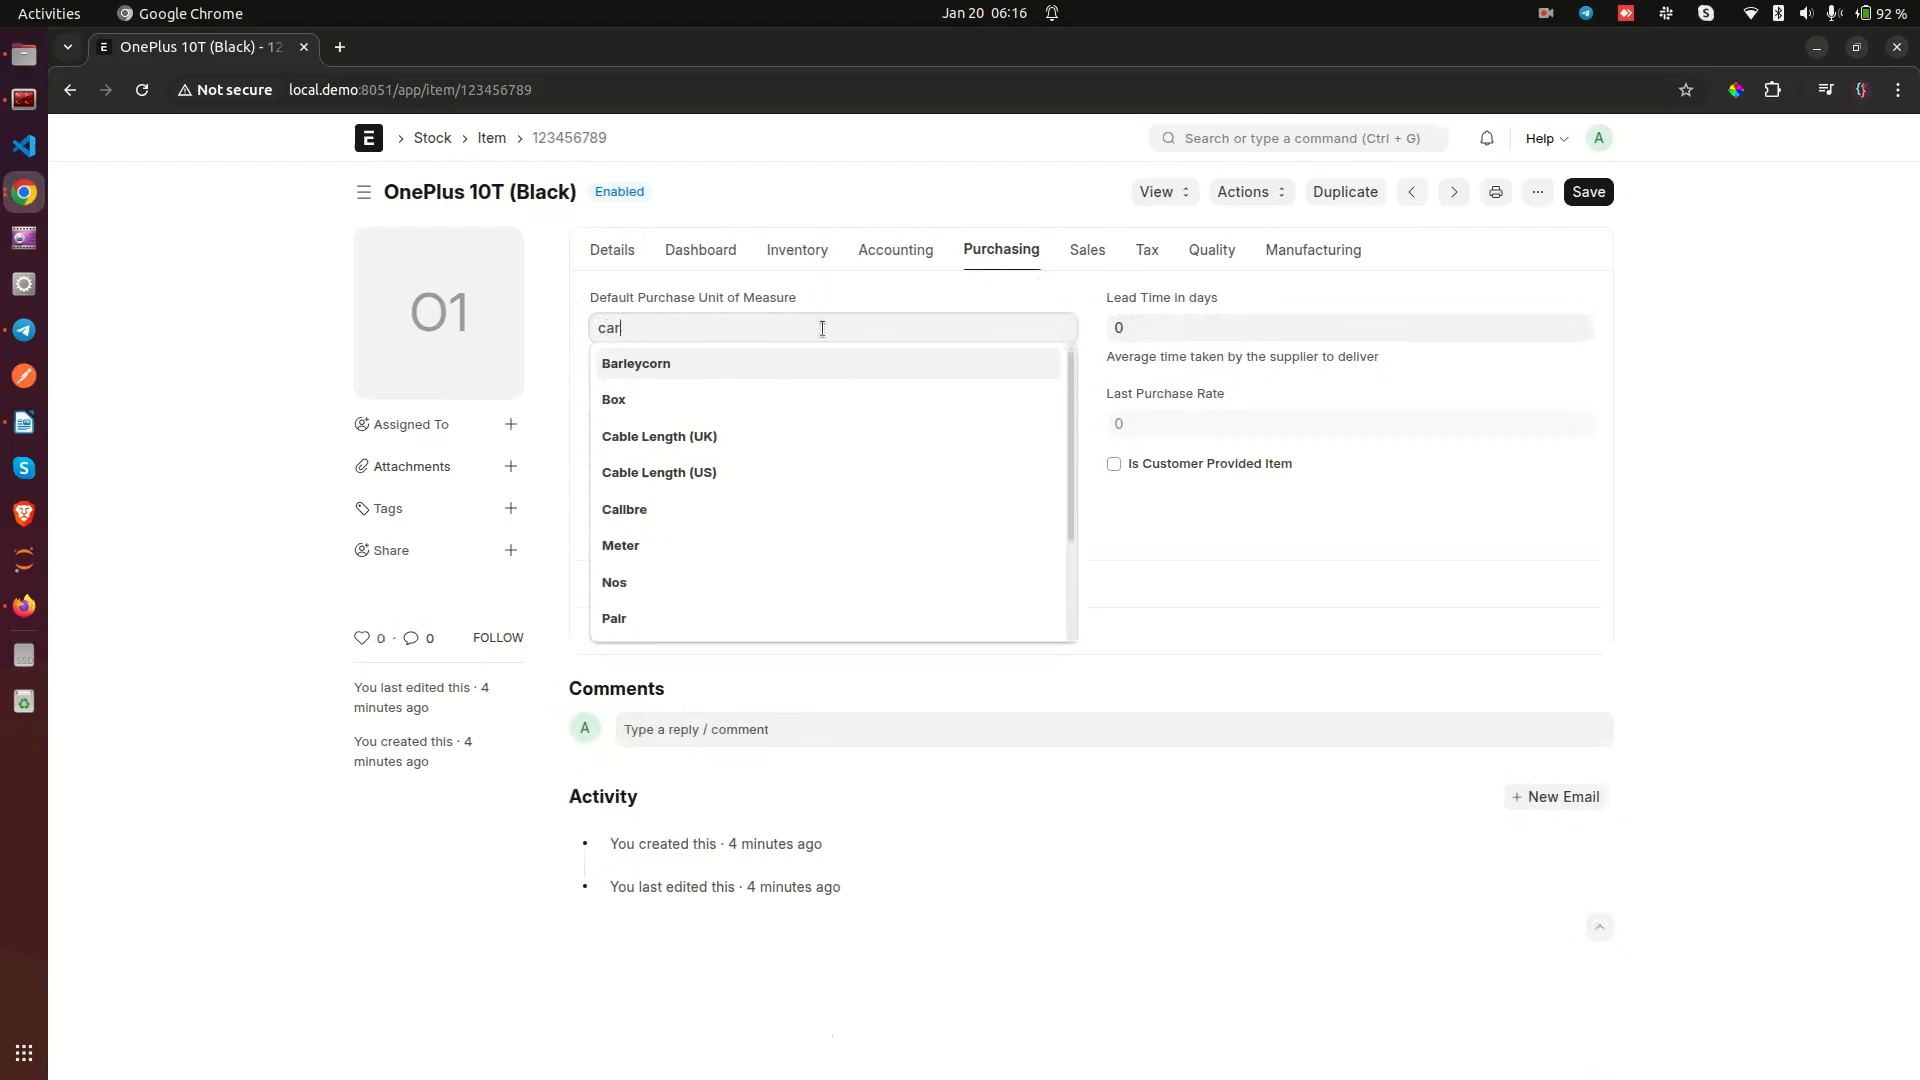 Activities
Google Chrome
Jan 20 06:16
92 %
E
OnePlus 10T (Black) - 12
Not secure
local.demo:8051/app/item/123456789
E
Stock
Item
123456789
Search or type a command (Ctrl + G)
Help
A
OnePlus 10T (Black)
Enabled
View
Actions
Duplicate
Save
O1
Details
Dashboard
Inventory
Accounting
Purchasing
Sales
Tax
Quality
Manufacturing
Default Purchase Unit of Measure
car
Barleycorn
Box
Cable Length (UK)
Cable Length (US)
Calibre
Meter
Nos
Pair
Lead Time in days
0
Average time taken by the supplier to deliver
Last Purchase Rate
0
Is Customer Provided Item
Assigned To
Attachments
Tags
Share
0 · 0
FOLLOW
You last edited this · 4
minutes ago
You created this · 4
minutes ago
Comments
A
Type a reply / comment
Activity
+ New Email
You created this · 4 minutes ago
You last edited this · 4 minutes ago